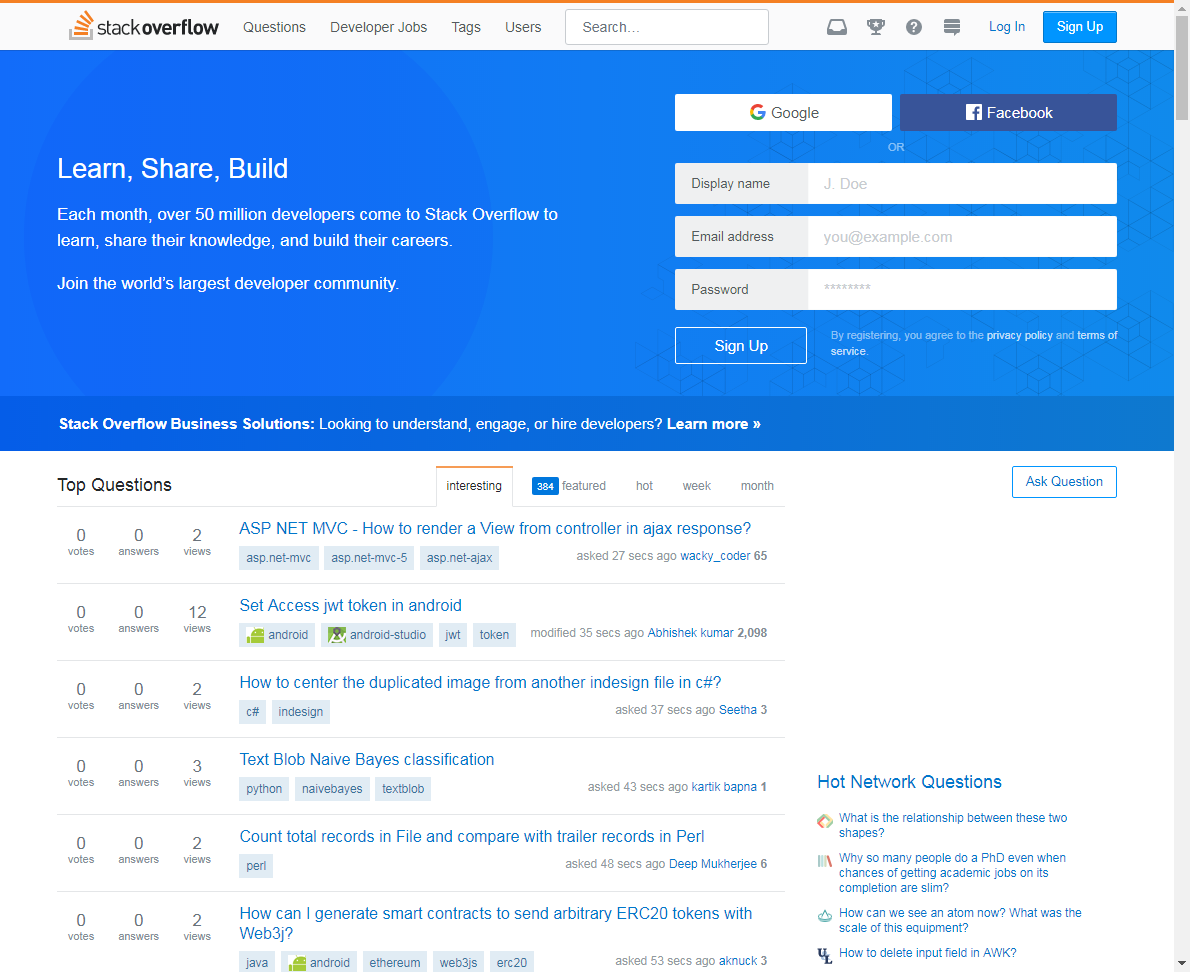 stackoverflow Questions Developer Jobs Tags Users Search... Log In Sign Up
Google Facebook
OR
Learn, Share, Build
Each month, over 50 million developers come to Stack Overflow to
learn, share their knowledge, and build their careers.
Join the world's largest developer community.
Display name J. Doe
Email address you@example.com
Password ********
Sign Up
By registering, you agree to the privacy policy and terms of
service.
Stack Overflow Business Solutions: Looking to understand, engage, or hire developers? Learn more »
Top Questions interesting 384 featured hot week month
Ask Question
0 votes 0 answers 2 views
ASP NET MVC - How to render a View from controller in ajax response?
asp.net-mvc asp.net-mvc-5 asp.net-ajax asked 27 secs ago wacky_coder 65
0 votes 0 answers 12 views
Set Access jwt token in android
android android-studio jwt token modified 35 secs ago Abhishek kumar 2,098
0 votes 0 answers 2 views
How to center the duplicated image from another indesign file in c#?
c# indesign asked 37 secs ago Seetha 3
0 votes 0 answers 3 views
Text Blob Naive Bayes classification
python naivebayes textblob asked 43 secs ago kartik bapna 1
0 votes 0 answers 2 views
Count total records in File and compare with trailer records in Perl
perl asked 48 secs ago Deep Mukherjee 6
0 votes 0 answers 2 views
How can I generate smart contracts to send arbitrary ERC20 tokens with
Web3j?
java android ethereum web3js erc20 asked 53 secs ago aknuck 3
Hot Network Questions
What is the relationship between these two
shapes?
Why so many people do a PhD even when
chances of getting academic jobs on its
completion are slim?
How can we see an atom now? What was the
scale of this equipment?
How to delete input field in AWK?